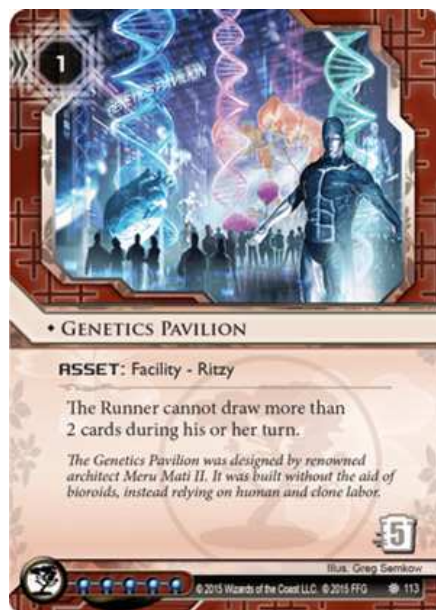 1
GENETICS PAVILION
• GENETICS PAVILION
ASSET: Facility - Ritzy
The Runner cannot draw more than
2 cards during his or her turn.
The Genetics Pavilion was designed by renowned
architect Meru Mati II. It was built without the aid of
bioroids, instead relying on human and clone labor.
5
Illus. Greg Semkow
© 2015 Wizards of the Coast LLC. © 2015 FFG 113